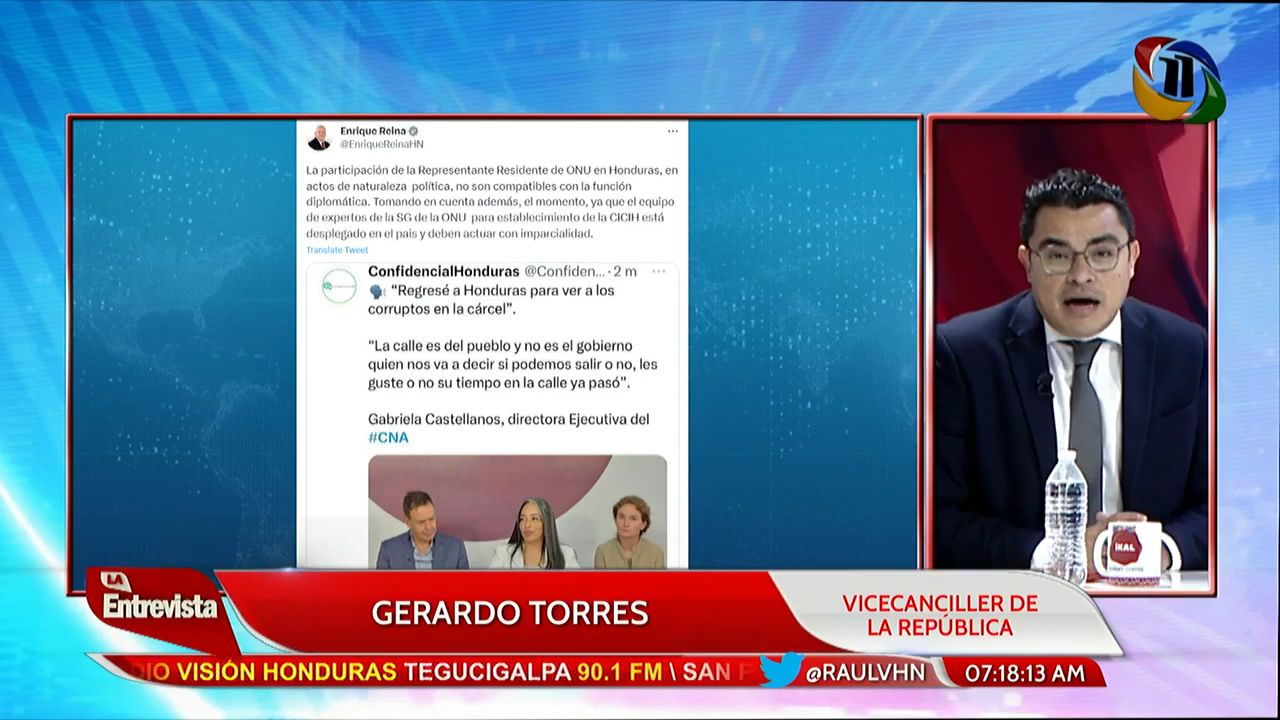 11
Enrique Reina
@EnriqueReinaHN
La participación de la Representante Residente de ONU en Honduras, en
actos de naturaleza política, no son compatibles con la función
diplomática. Tomando en cuenta además, el momento, ya que el equipo
de expertos de la SG de la ONU para establecimiento de la CICIH está
desplegado en el pais y deben actuar con imparcialidad.
Translate Tweet
ConfidencialHonduras @Confiden... · 2 m
“Regresé a Honduras para ver a los
corruptos en la cárcel”.
“La calle es del pueblo y no es el gobierno
quien nos va a decir si podemos salir o no, les
guste o no su tiempo en la calle ya pasó”.
Gabriela Castellanos, directora Ejecutiva del
#CNA
IKAL
LA
Entrevista
GERARDO TORRES
VICECANCILLER DE
LA REPÚBLICA
DIO VISIÓN HONDURAS TEGUCIGALPA 90.1 FM \ SAN
@RAULVHN
07:18:13 AM